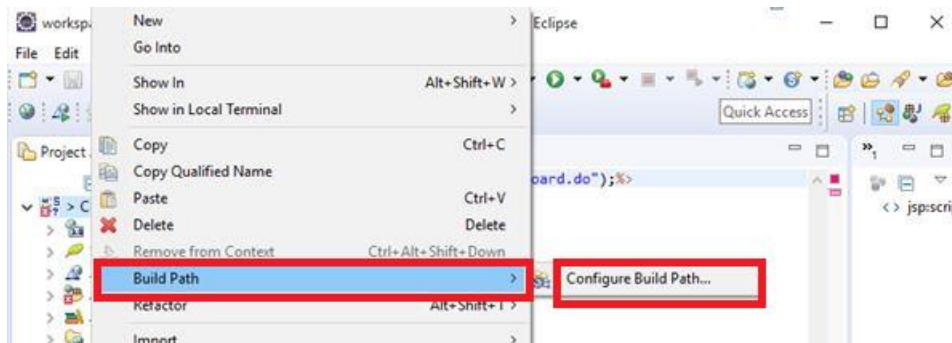 worksp
New >
Eclipse
File Edit
Go Into
Show In Alt+Shift+W >
Show in Local Terminal >
Quick Access
Project
Copy Ctrl+C
Copy Qualified Name
oard.do");%>
Paste Ctrl+V
> C
<> jsp:scri
Delete Delete
Remove from Context Ctrl+Alt+Shift+Down
Build Path >
Configure Build Path...
Refactor Alt+Shift+T >
Import >